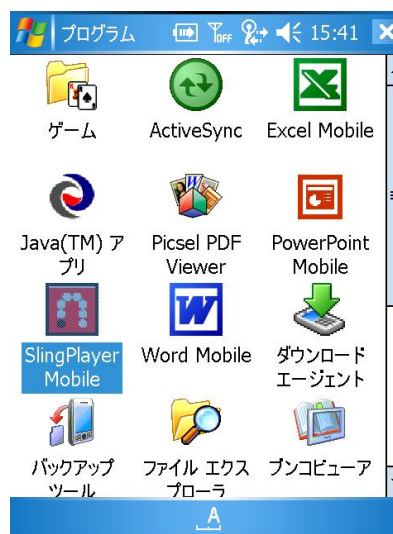 プログラム
OFF
15:41
ゲーム
ActiveSync
Excel Mobile
Java(TM) ア
プリ
Picsel PDF
Viewer
PowerPoint
Mobile
SlingPlayer
Mobile
Word Mobile
ダウンロード
エージェント
バックアップ
ツール
ファイル エクス
プローラ
ブンコビューア
A